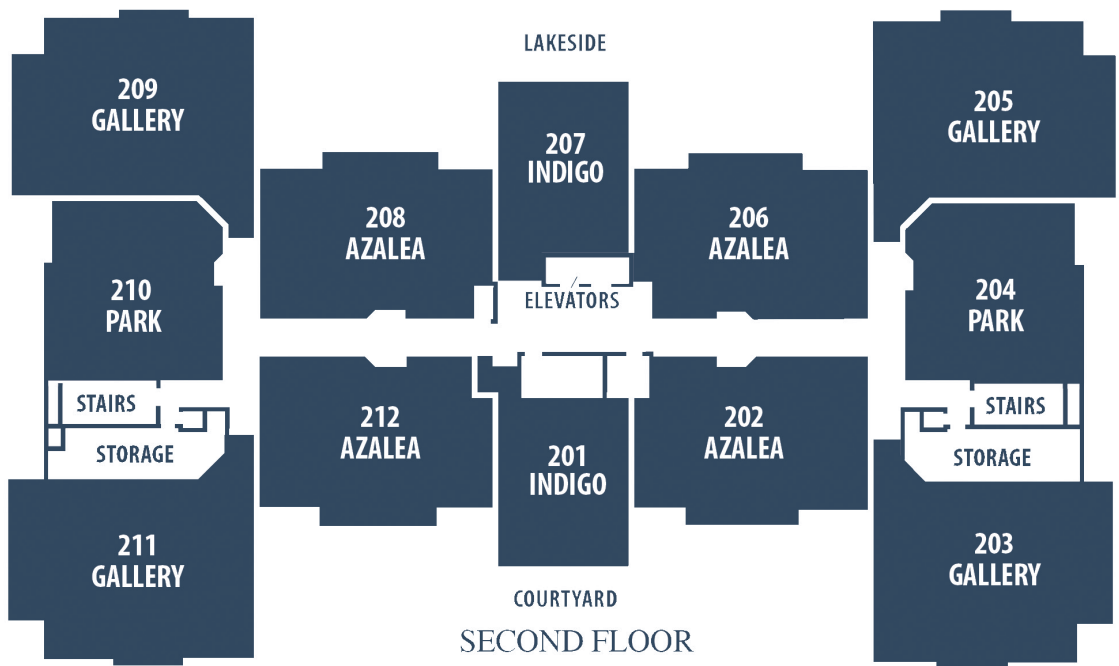 LAKESIDE
209
GALLERY
205
GALLERY
207
INDIGO
208
AZALEA
206
AZALEA
210
PARK
ELEVATORS
204
PARK
STAIRS
STAIRS
212
AZALEA
202
AZALEA
STORAGE
201
INDIGO
STORAGE
211
GALLERY
203
GALLERY
COURTYARD
SECOND FLOOR